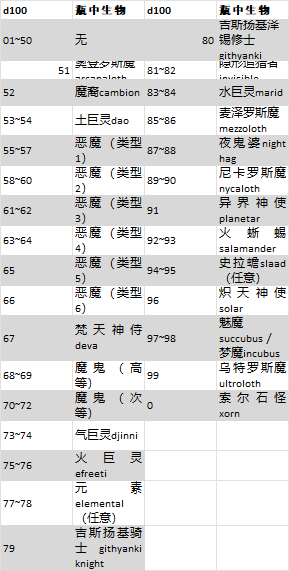 d100 瓶中生物 d100 瓶中生物
01~50 无 80 吉斯扬基泽
锡修士
githyanki
51 奥登罗斯魔 81~82 隐形追猎者
arcanaloth invisible
52 魔裔cambion 83~84 水巨灵marid
53~54 土巨灵dao 85~86 麦泽罗斯魔
mezzoloth
55~57 恶魔（类型 87~88 夜鬼婆night
1） hag
58~60 恶魔（类型 89~90 尼卡罗斯魔
2） nycaloth
61~62 恶魔（类型 91 异界神使
3） planetar
63~64 恶魔（类型 92~93 火蜥蜴
4） salamander
65 恶魔（类型 94~95 史拉蟾slaad
5） （任意）
66 恶魔（类型 96 炽天神使
6） solar
67 梵天神侍 97~98 魅魔
deva succubus /
梦魔incubus
68~69 魔鬼（高 99 乌特罗斯魔
等） ultroloth
70~72 魔鬼（次 0 索尔石怪
等） xorn
73~74 气巨灵djinni
75~76 火巨灵
efreeti
77~78 元素
elemental
（任意）
79 吉斯扬基骑
士 githyanki
knight